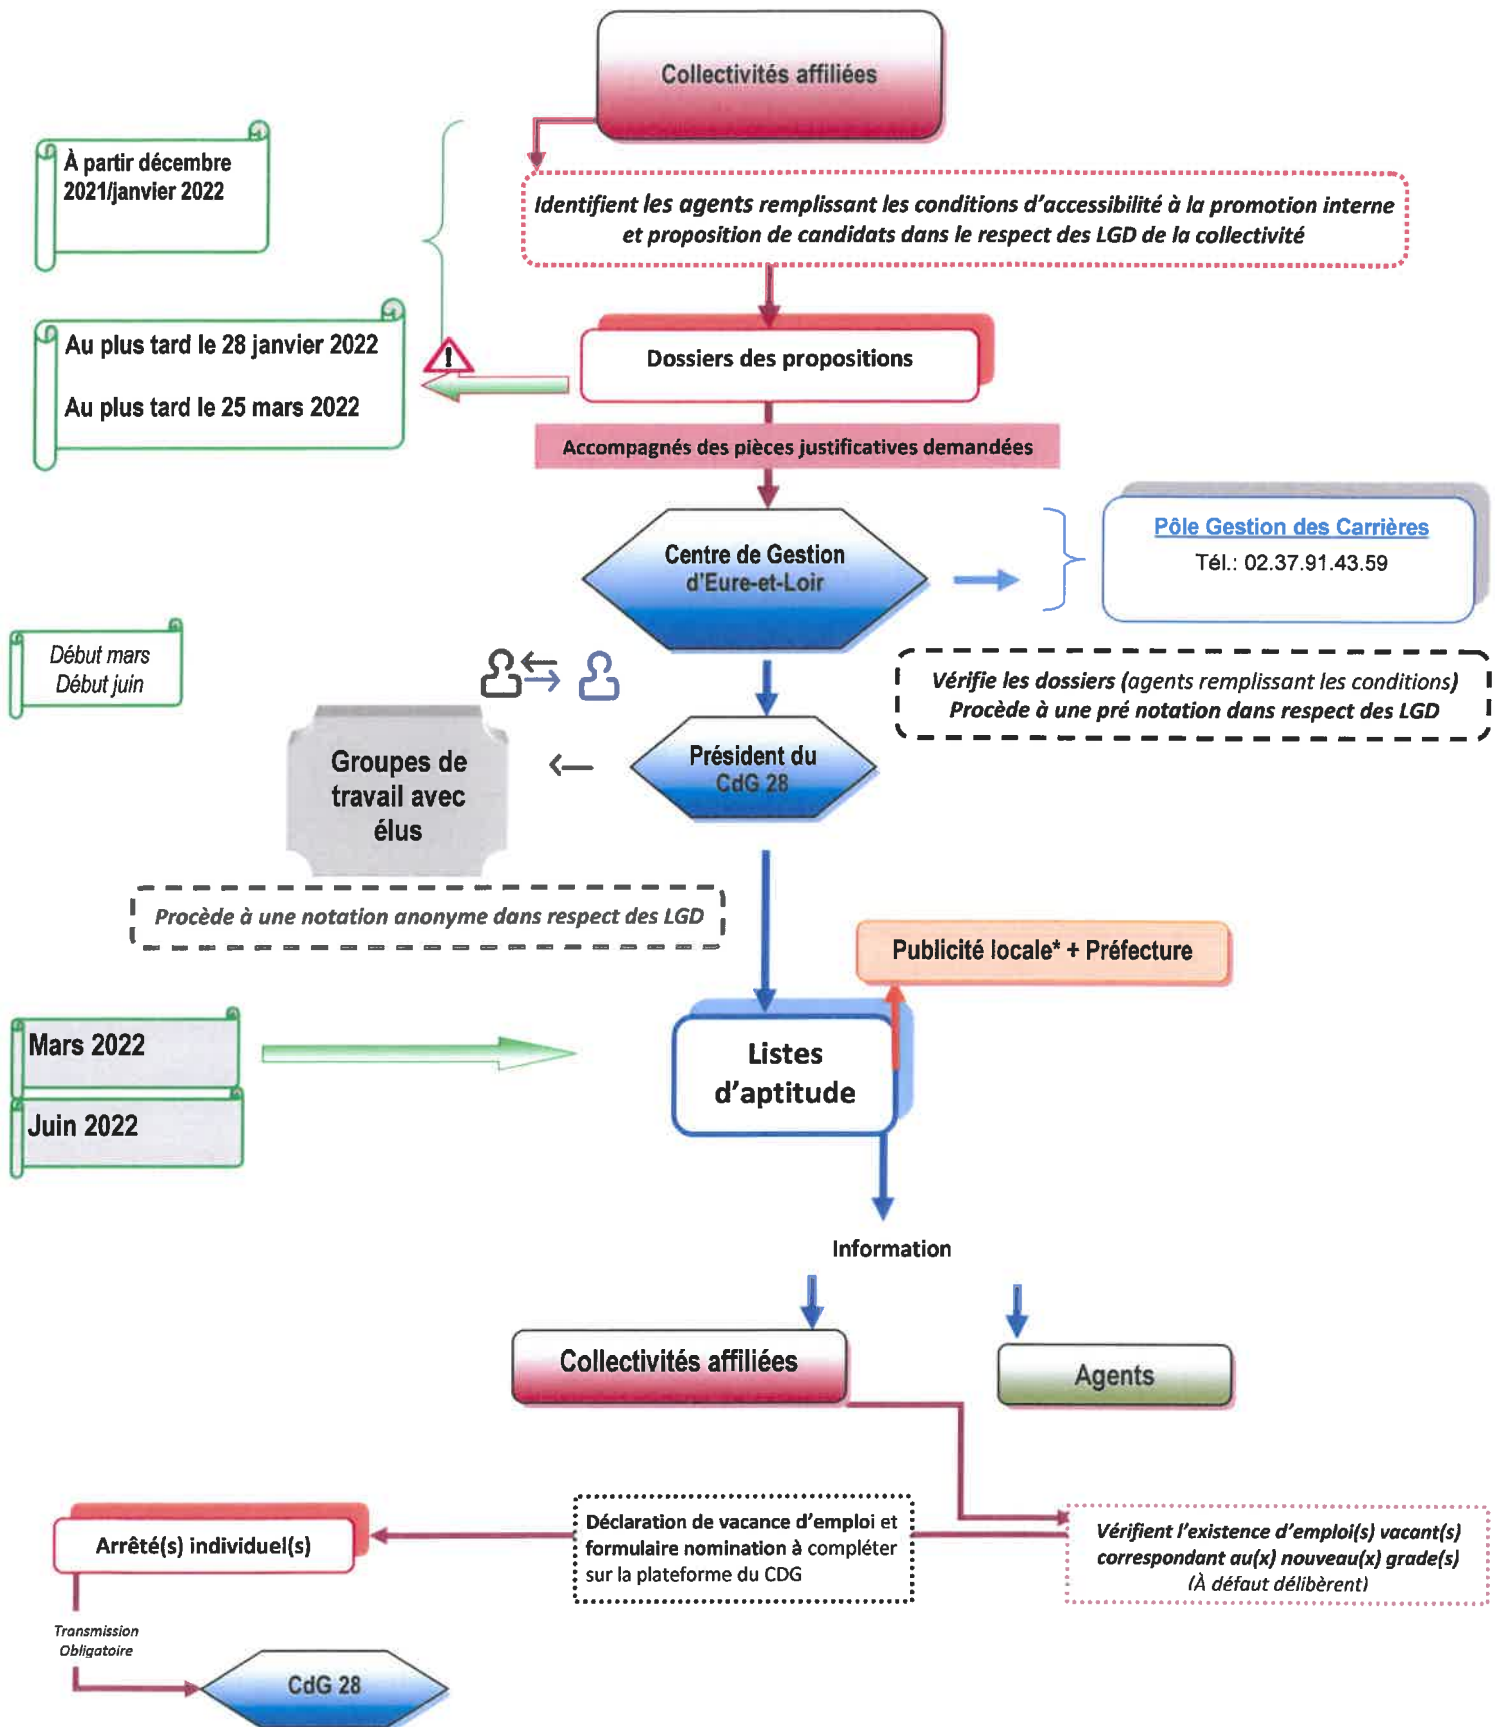 Collectivités affiliées
À partir décembre
2021/janvier 2022
Identifient les agents remplissant les conditions d'accessibilité à la promotion interne
et proposition de candidats dans le respect des LGD de la collectivité
Au plus tard le 28 janvier 2022
Au plus tard le 25 mars 2022
!
Dossiers des propositions
Accompagnés des pièces justificatives demandées
Centre de Gestion
d'Eure-et-Loir
Pôle Gestion des Carrières
Tél.: 02.37.91.43.59
Début mars
Début juin
Vérifie les dossiers (agents remplissant les conditions)
Procède à une pré notation dans respect des LGD
Président du
CdG 28
Groupes de
travail avec
élus
Procède à une notation anonyme dans respect des LGD
Publicité locale* + Préfecture
Mars 2022
Juin 2022
Listes
d'aptitude
Information
Collectivités affiliées
Agents
Arrêté(s) individuel(s)
Déclaration de vacance d'emploi et
formulaire nomination à compléter
sur la plateforme du CDG
Vérifient l'existence d'emploi(s) vacant(s)
correspondant au(x) nouveau(x) grade(s)
(À défaut délibèrent)
Transmission
Obligatoire
CdG 28